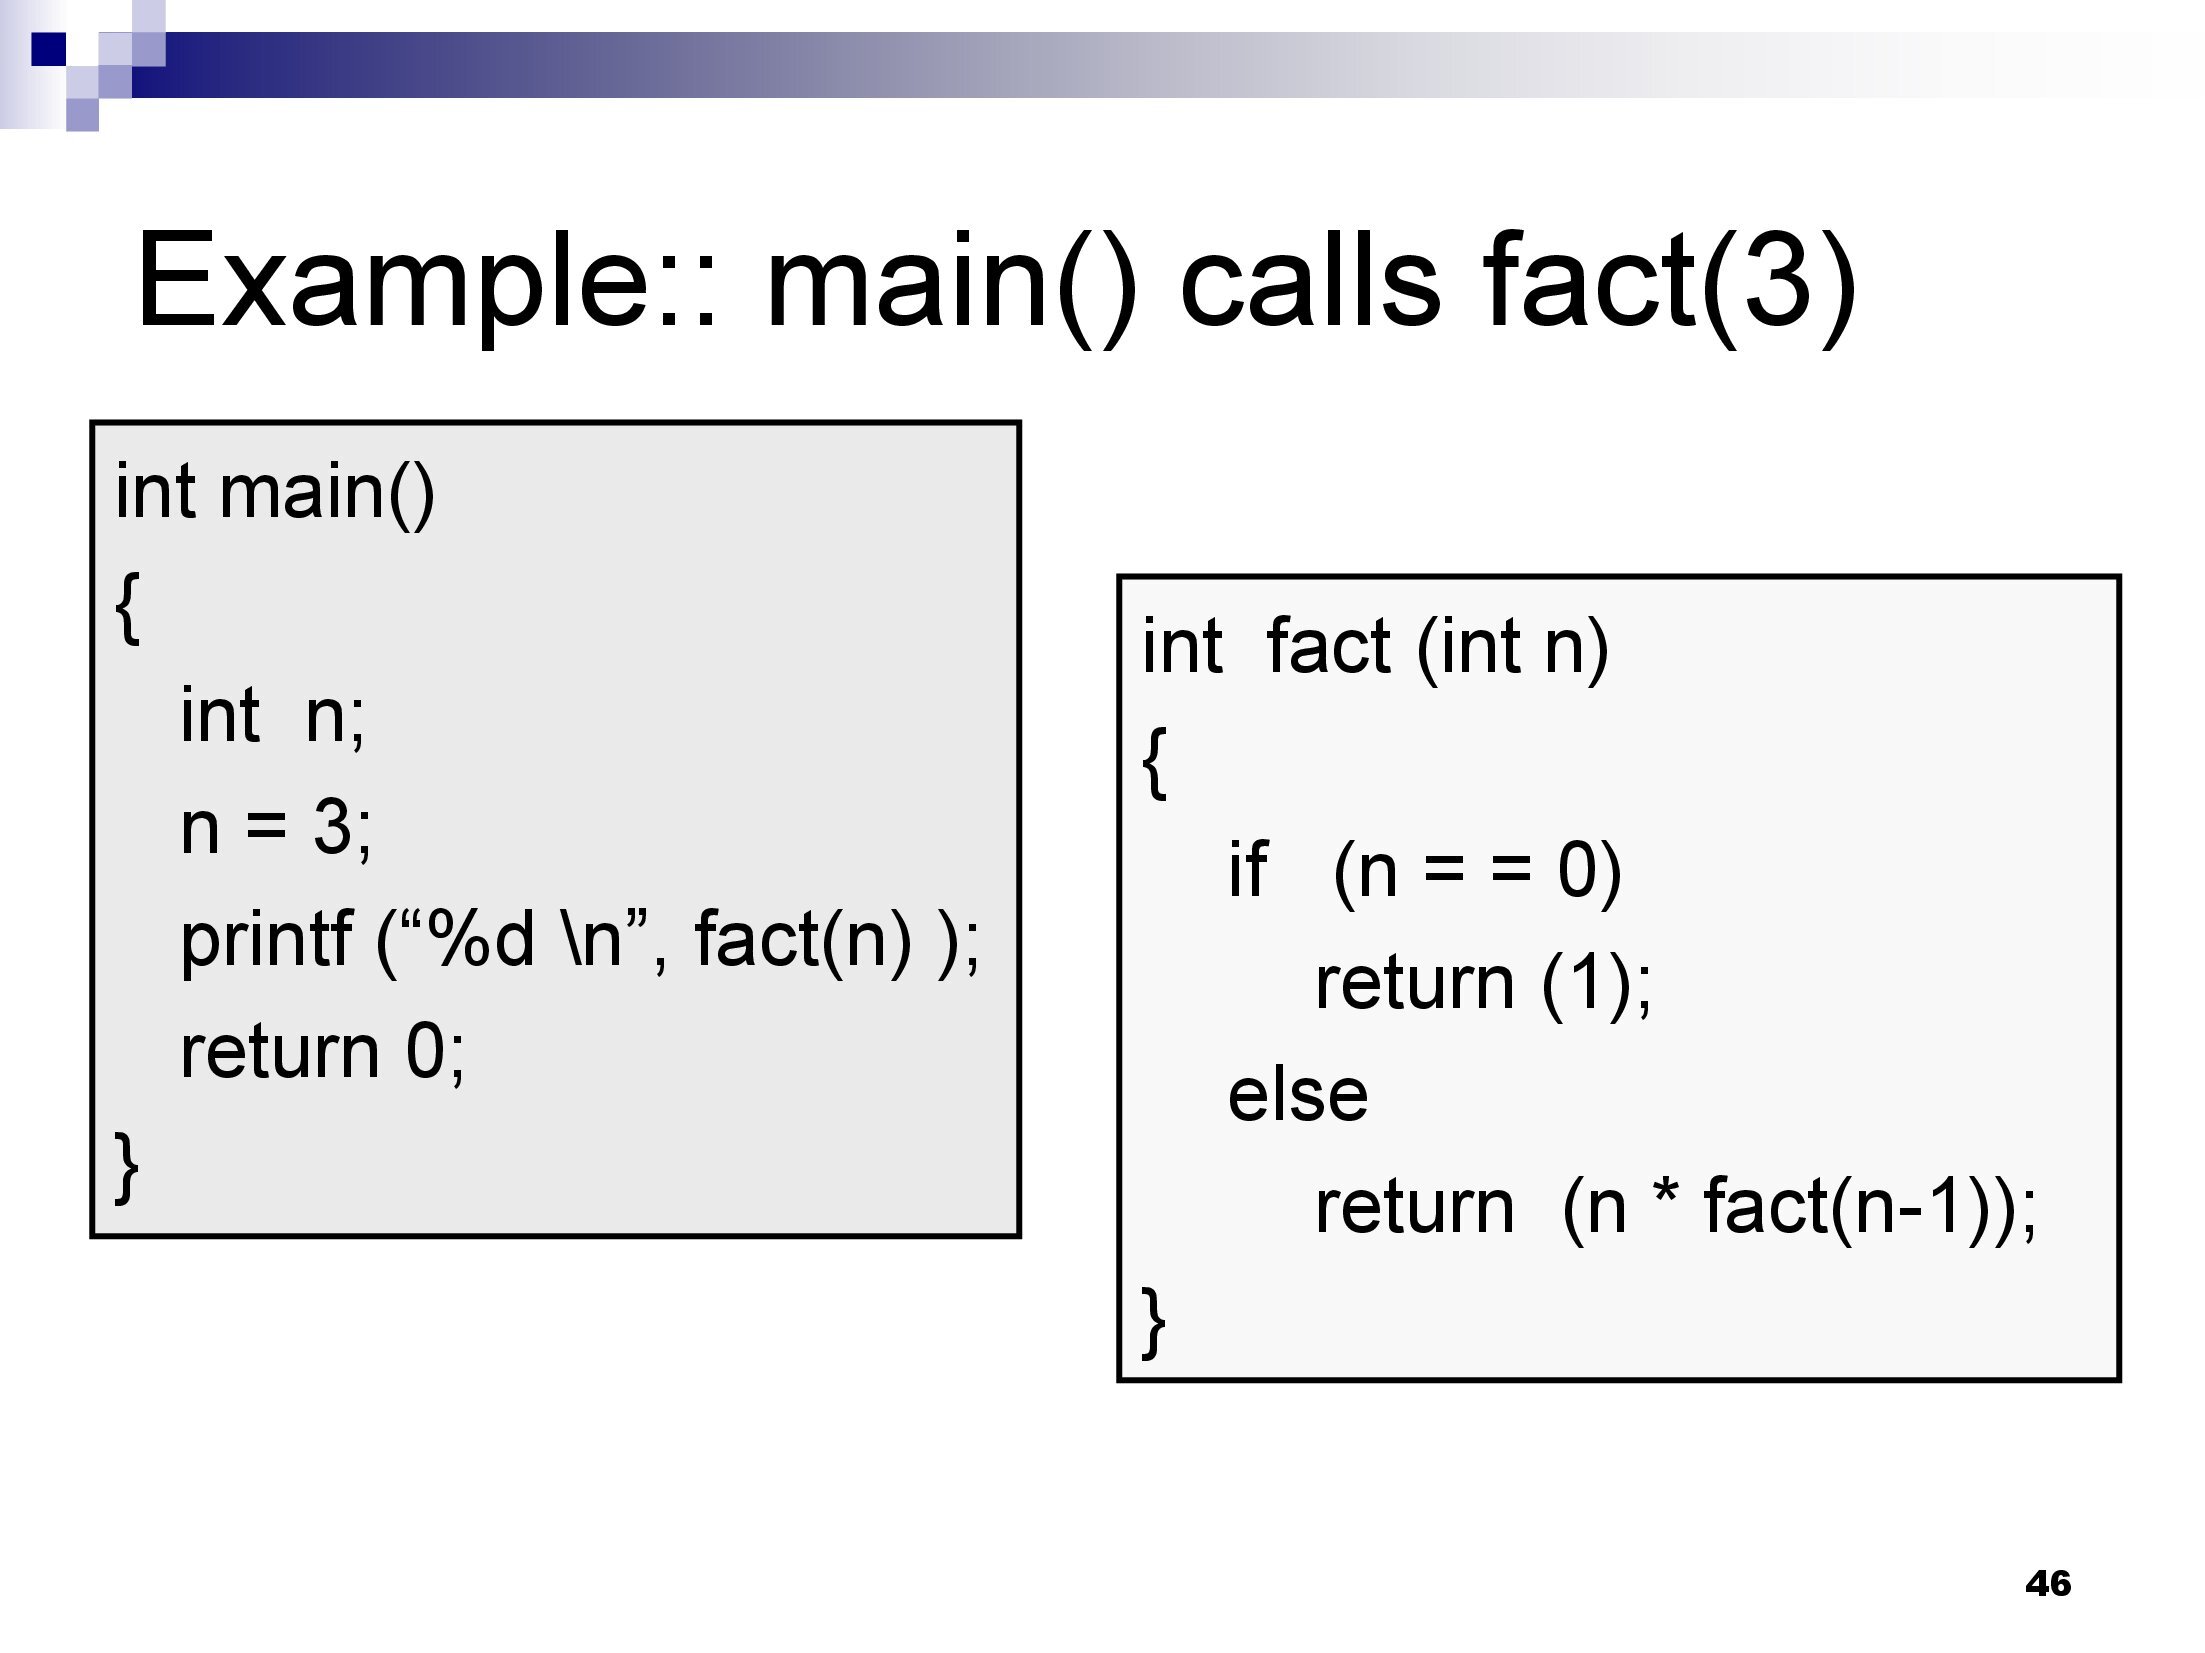 Example:: main() calls fact(3)
int main()
{
int  n;
n = 3;
printf (“%d \n”, fact(n) );
return 0;
}
int  fact (int n)
{
if   (n = = 0)
return (1);
else
return  (n * fact(n-1));
}
46